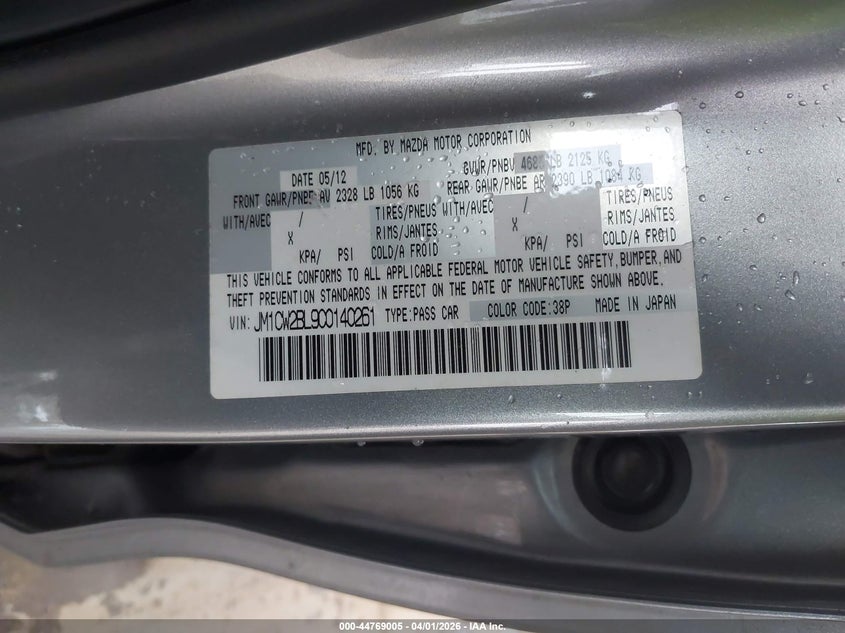 MFD. BY MAZDA MOTOR CORPORATION
DATE 05/12 GVWR/PNBV LB 2125 KG
FRONT GAWR/PNBE AV 2328 LB 1056 KG REAR GAWR/PNBE AR 2390 LB 1084 KG
WITH/AVEC / TIRES/PNEUS WITH/AVEC / TIRES/PNEUS
X RIMS/JANTES X RIMS/JANTES
KPA/ PSI COLD/A FROID KPA/ PSI COLD/A FROID
THIS VEHICLE CONFORMS TO ALL APPLICABLE FEDERAL MOTOR VEHICLE SAFETY, BUMPER, AND
THEFT PREVENTION STANDARDS IN EFFECT ON THE DATE OF MANUFACTURE SHOWN ABOVE.
VIN: JM1CW2BL9C0140261 TYPE: PASS CAR COLOR CODE: 38P MADE IN JAPAN
000-44769005 04/01/2026 IAA Inc.